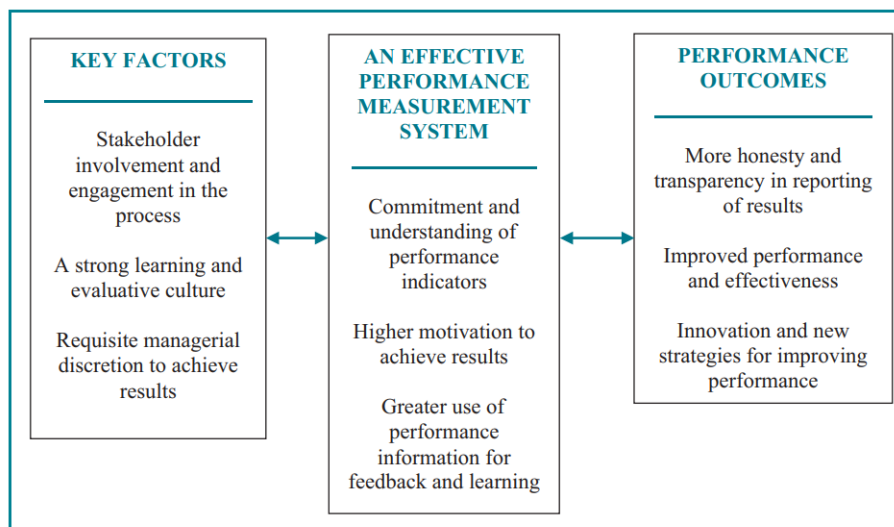 KEY FACTORS
Stakeholder
involvement and
engagement in the
process
A strong learning and
evaluative culture
Requisite managerial
discretion to achieve
results
AN EFFECTIVE
PERFORMANCE
MEASUREMENT
SYSTEM
Commitment and
understanding of
performance
indicators
Higher motivation to
achieve results
Greater use of
performance
information for
feedback and learning
PERFORMANCE
OUTCOMES
More honesty and
transparency in reporting
of results
Improved performance
and effectiveness
Innovation and new
strategies for improving
performance